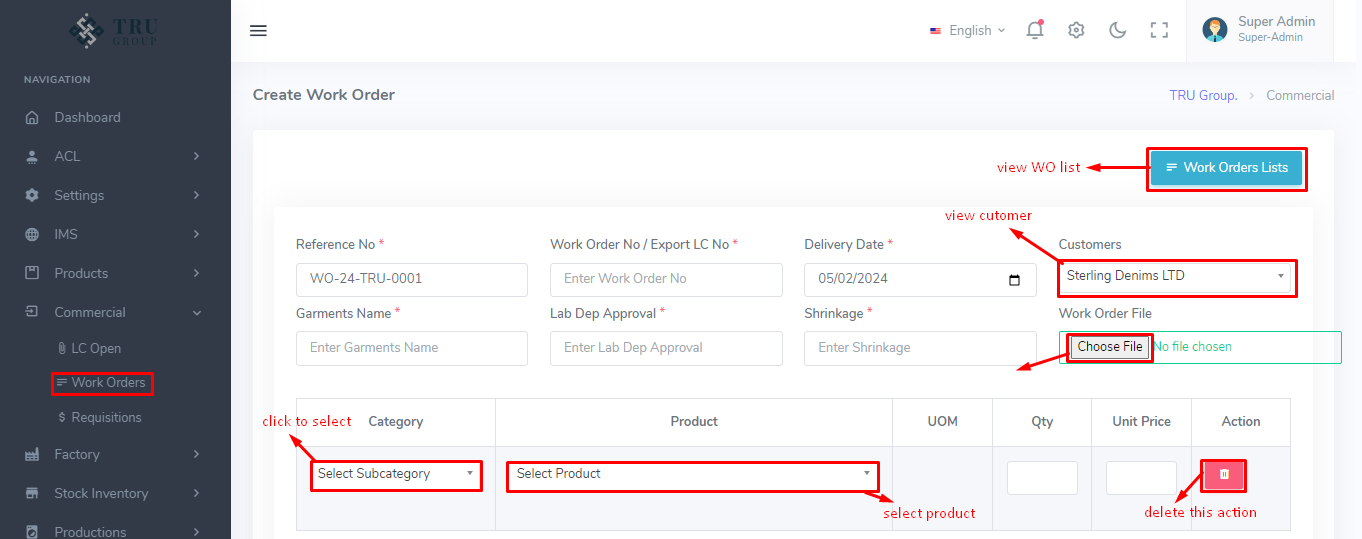 TRU
GROUP
English
Super Admin
Super-Admin
NAVIGATION
Dashboard
ACL
Settings
IMS
Products
Commercial
LC Open
Work Orders
Requisitions
Factory
Stock Inventory
Productions
Create Work Order
TRU Group. > Commercial
view WO list
Work Orders Lists
view cutomer
Reference No *
Work Order No / Export LC No *
Delivery Date *
Customers
WO-24-TRU-0001
Enter Work Order No
05/02/2024
Sterling Denims LTD
Garments Name *
Lab Dep Approval *
Shrinkage *
Work Order File
Enter Garments Name
Enter Lab Dep Approval
Enter Shrinkage
Choose File No file chosen
click to select
Category
Product
UOM
Qty
Unit Price
Action
Select Subcategory
Select Product
select product
delete this action